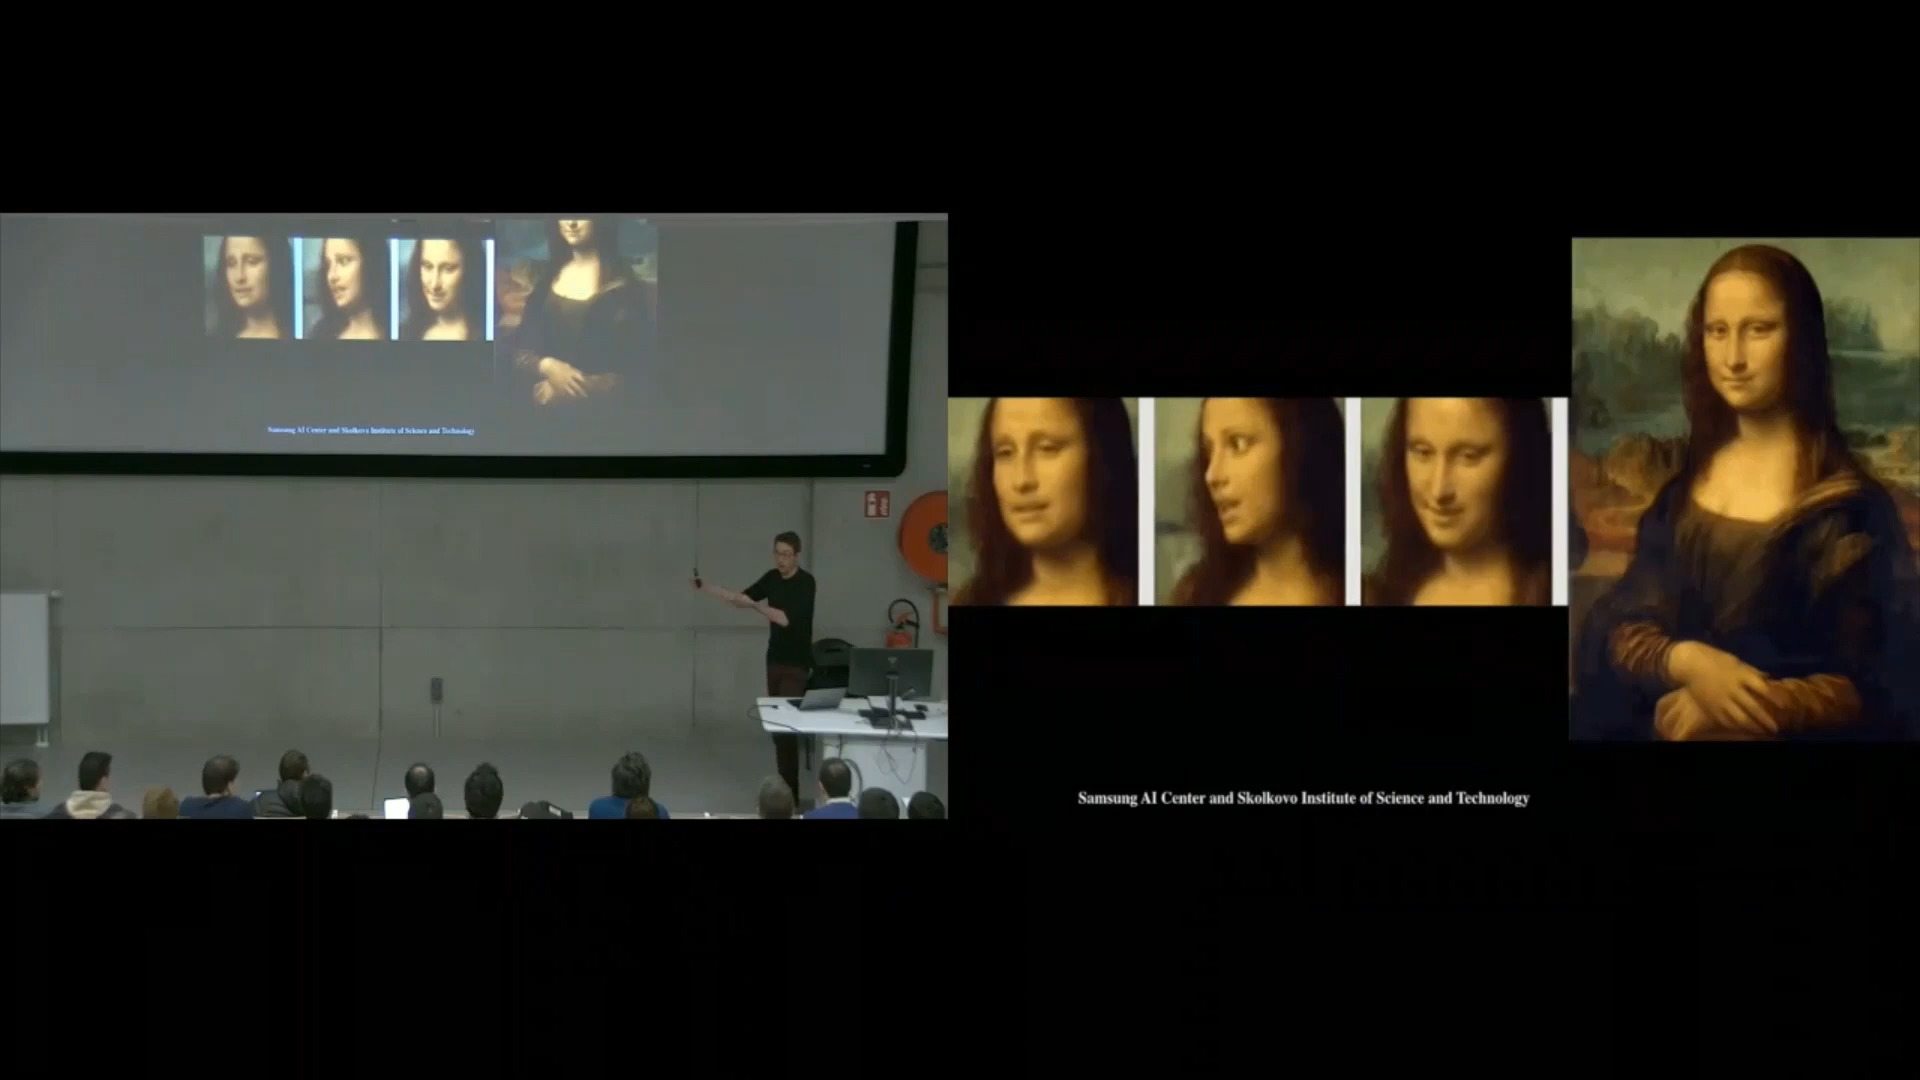 Samsung AI Center and Skolkovo Institute of Science and Technology
Samsung AI Center and Skolkovo Institute of Science and Technology